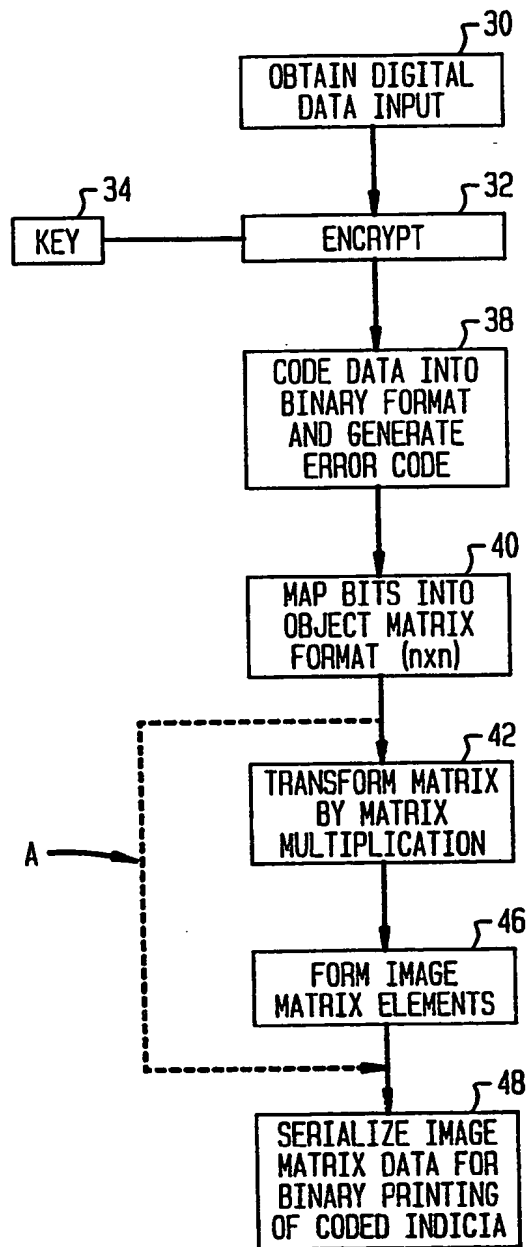 30
OBTAIN DIGITAL
DATA INPUT
34
32
KEY
ENCRYPT
38
CODE DATA INTO
BINARY FORMAT
AND GENERATE
ERROR CODE
40
MAP BITS INTO
OBJECT MATRIX
FORMAT (nxn)
42
TRANSFORM MATRIX
BY MATRIX
MULTIPLICATION
A
46
FORM IMAGE
MATRIX ELEMENTS
48
SERIALIZE IMAGE
MATRIX DATA FOR
BINARY PRINTING
OF CODED INDICIA